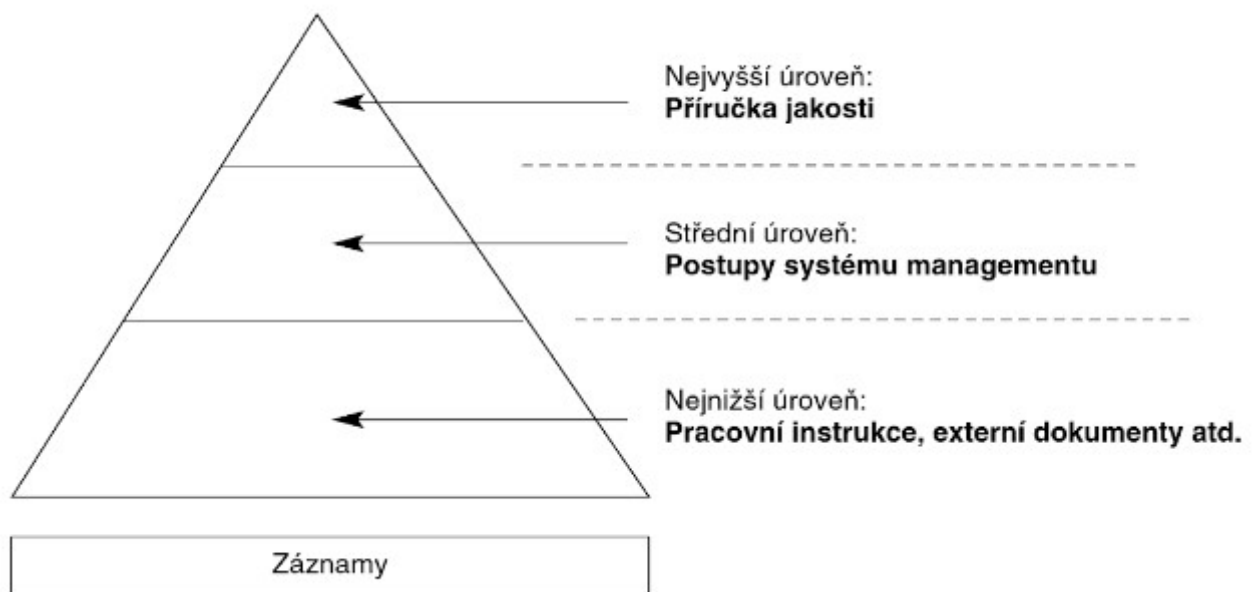 Nejvyšší úroveň:
Příručka jakosti
Střední úroveň:
Postupy systému managementu
Nejnižší úroveň:
Pracovní instrukce, externí dokumenty atd.
Záznamy